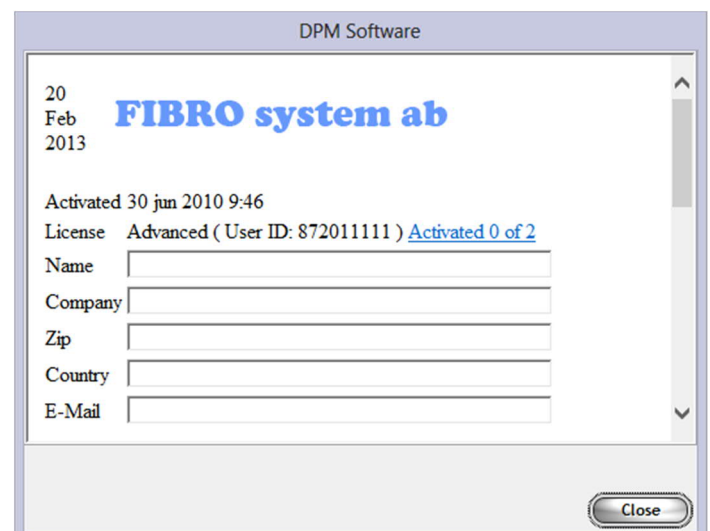 DPM Software
20
Feb
2013
FIBRO system ab
Activated 30 jun 2010 9:46
License Advanced ( User ID: 872011111 ) Activated 0 of 2
Name
Company
Zip
Country
E-Mail
Close